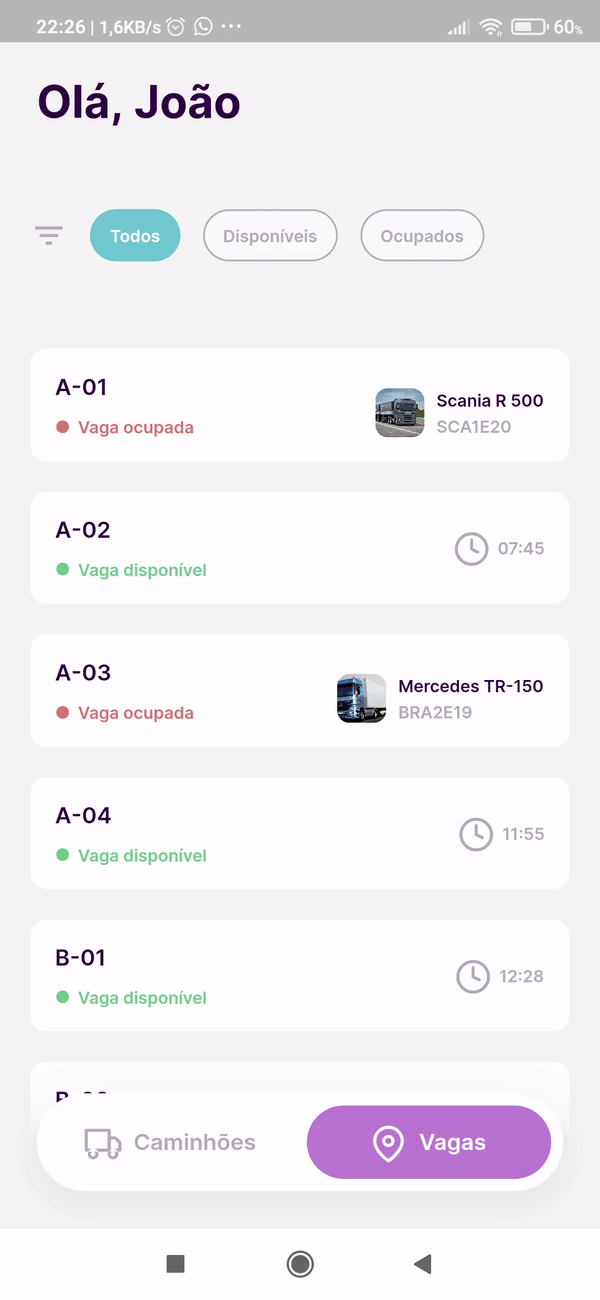 22:26 | 1,6KB/s ... 60%
Olá, João
Todos Disponíveis Ocupados
A-01
Vaga ocupada
Scania R 500
SCA1E20
A-02
Vaga disponível
07:45
A-03
Vaga ocupada
Mercedes TR-150
BRA2E19
A-04
Vaga disponível
11:55
B-01
Vaga disponível
12:28
Caminhões Vagas